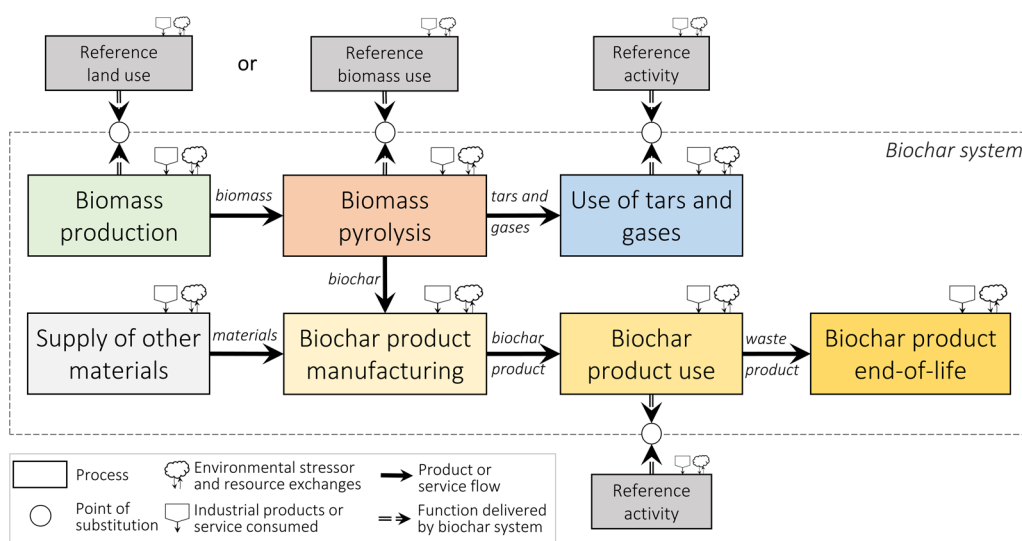 Reference
land use
or
Reference
biomass use
Reference
activity
Biochar system
Biomass
production
biomass
Biomass
pyrolysis
tars and
gases
Use of tars and
gases
biochar
Supply of other
materials
materials
Biochar product
manufacturing
biochar
product
Biochar
product use
waste
product
Biochar product
end-of-life
Reference
activity
Process
Environmental stressor
and resource exchanges
Product or
service flow
Point of
substitution
Industrial products or
service consumed
Function delivered
by biochar system